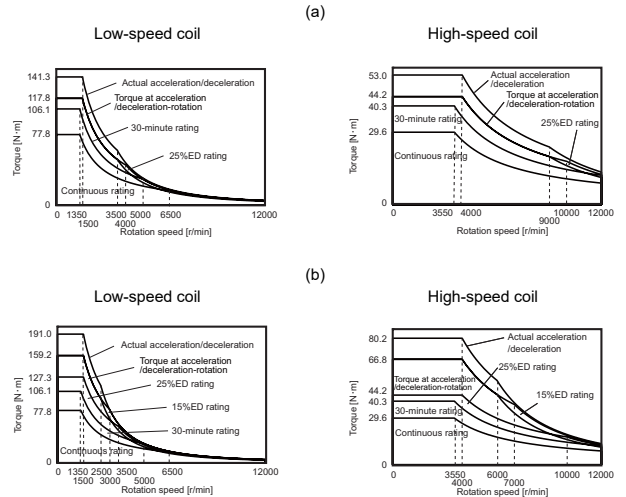 (a)
Low-speed coil
High-speed coil
Torque [N·m]
141.3
117.8
106.1
77.8
0
Actual acceleration/deceleration
Torque at acceleration
/deceleration-rotation
30-minute rating
25%ED rating
Continuous rating
0 1350 3500 5000 6500 12000
1500 4000
Rotation speed [r/min]
Torque [N·m]
53.0
44.2
40.3
29.6
0
Actual acceleration
/deceleration
Torque at acceleration
/deceleration-rotation
30-minute rating
25%ED rating
Continuous rating
0 3550 4000 10000 12000
9000
Rotation speed [r/min]
(b)
Low-speed coil
High-speed coil
Torque [N·m]
191.0
159.2
127.3
106.1
77.8
0
Actual acceleration/deceleration
Torque at acceleration
/deceleration-rotation
25%ED rating
15%ED rating
30-minute rating
Continuous rating
0 1350 2500 3500 6500 12000
1500 3000 5000
Rotation speed [r/min]
Torque [N·m]
80.2
66.8
44.2
40.3
29.6
0
Actual acceleration
/deceleration
25%ED rating
Torque at acceleration
/deceleration-rotation
15%ED rating
30-minute rating
Continuous rating
0 3550 6000 12000
4000 7000
Rotation speed [r/min]